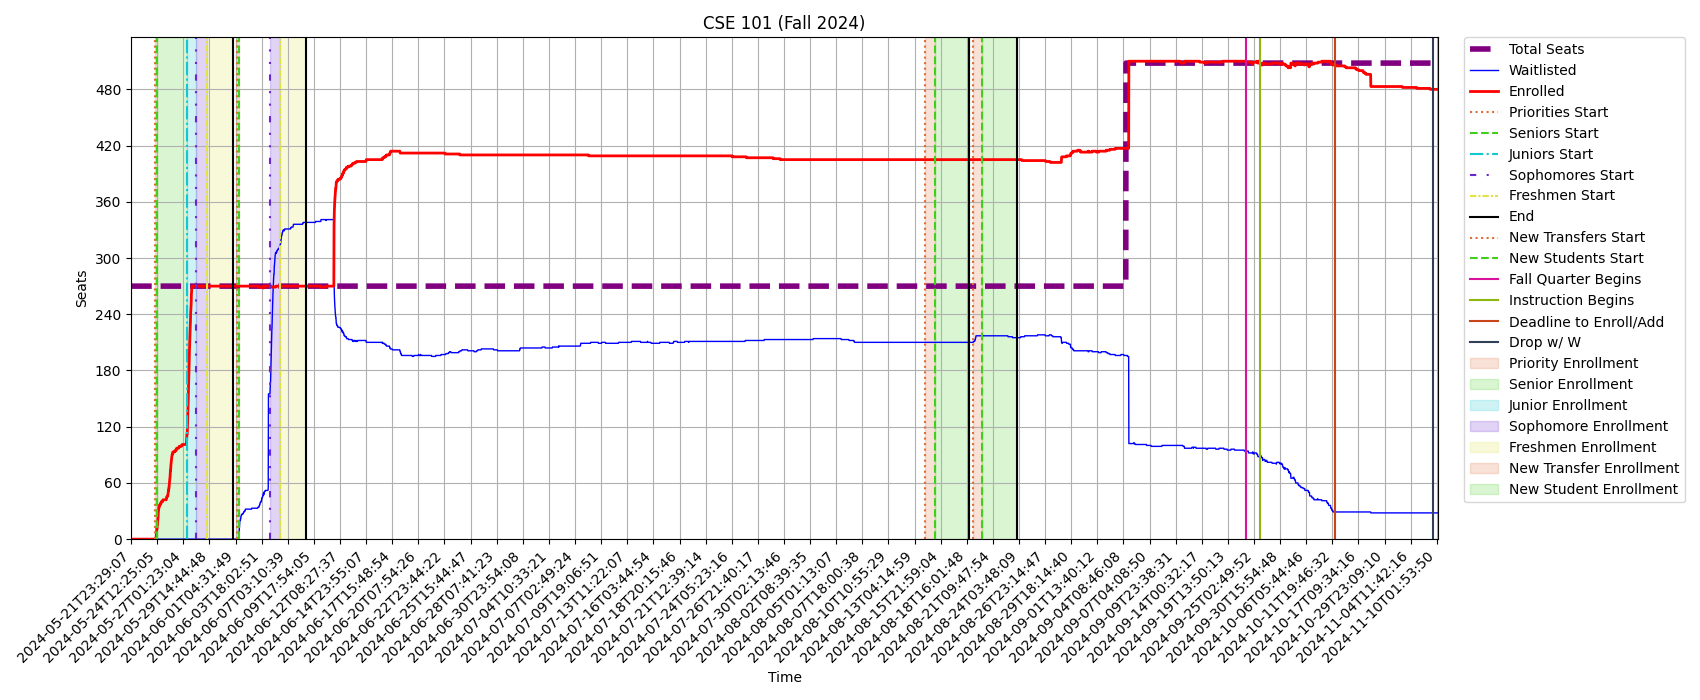 CSE 101 (Fall 2024)
Seats
480
420
360
300
240
180
120
60
0
2024-05-21T23:29:07
2024-05-24T12:25:05
2024-05-27T01:23:04
2024-05-29T14:44:48
2024-06-01T04:31:49
2024-06-03T18:02:51
2024-06-07T03:10:39
2024-06-09T17:54:05
2024-06-12T08:27:37
2024-06-14T23:55:07
2024-06-17T15:48:54
2024-06-20T07:54:26
2024-06-22T23:44:22
2024-06-25T15:44:47
2024-06-28T07:41:23
2024-06-30T23:54:08
2024-07-04T10:33:21
2024-07-07T02:49:24
2024-07-09T19:06:51
2024-07-13T11:22:07
2024-07-16T03:44:54
2024-07-18T20:15:46
2024-07-21T12:39:14
2024-07-24T05:23:16
2024-07-26T21:40:17
2024-07-30T02:13:46
2024-08-02T08:39:35
2024-08-05T01:13:07
2024-08-07T18:00:38
2024-08-10T10:55:29
2024-08-13T04:14:59
2024-08-15T21:59:04
2024-08-18T16:01:48
2024-08-21T09:47:54
2024-08-24T03:48:09
2024-08-26T23:14:47
2024-08-29T18:14:40
2024-09-01T13:40:12
2024-09-04T08:46:08
2024-09-07T04:08:50
2024-09-09T23:38:31
2024-09-14T00:32:17
2024-09-19T13:50:13
2024-09-25T02:49:52
2024-09-30T15:54:48
2024-10-06T05:44:46
2024-10-11T19:46:32
2024-10-17T09:34:16
2024-10-29T23:09:10
2024-11-04T11:42:16
2024-11-10T01:53:50
Time
Total Seats
Waitlisted
Enrolled
Priorities Start
Seniors Start
Juniors Start
Sophomores Start
Freshmen Start
End
New Transfers Start
New Students Start
Fall Quarter Begins
Instruction Begins
Deadline to Enroll/Add
Drop w/ W
Priority Enrollment
Senior Enrollment
Junior Enrollment
Sophomore Enrollment
Freshmen Enrollment
New Transfer Enrollment
New Student Enrollment